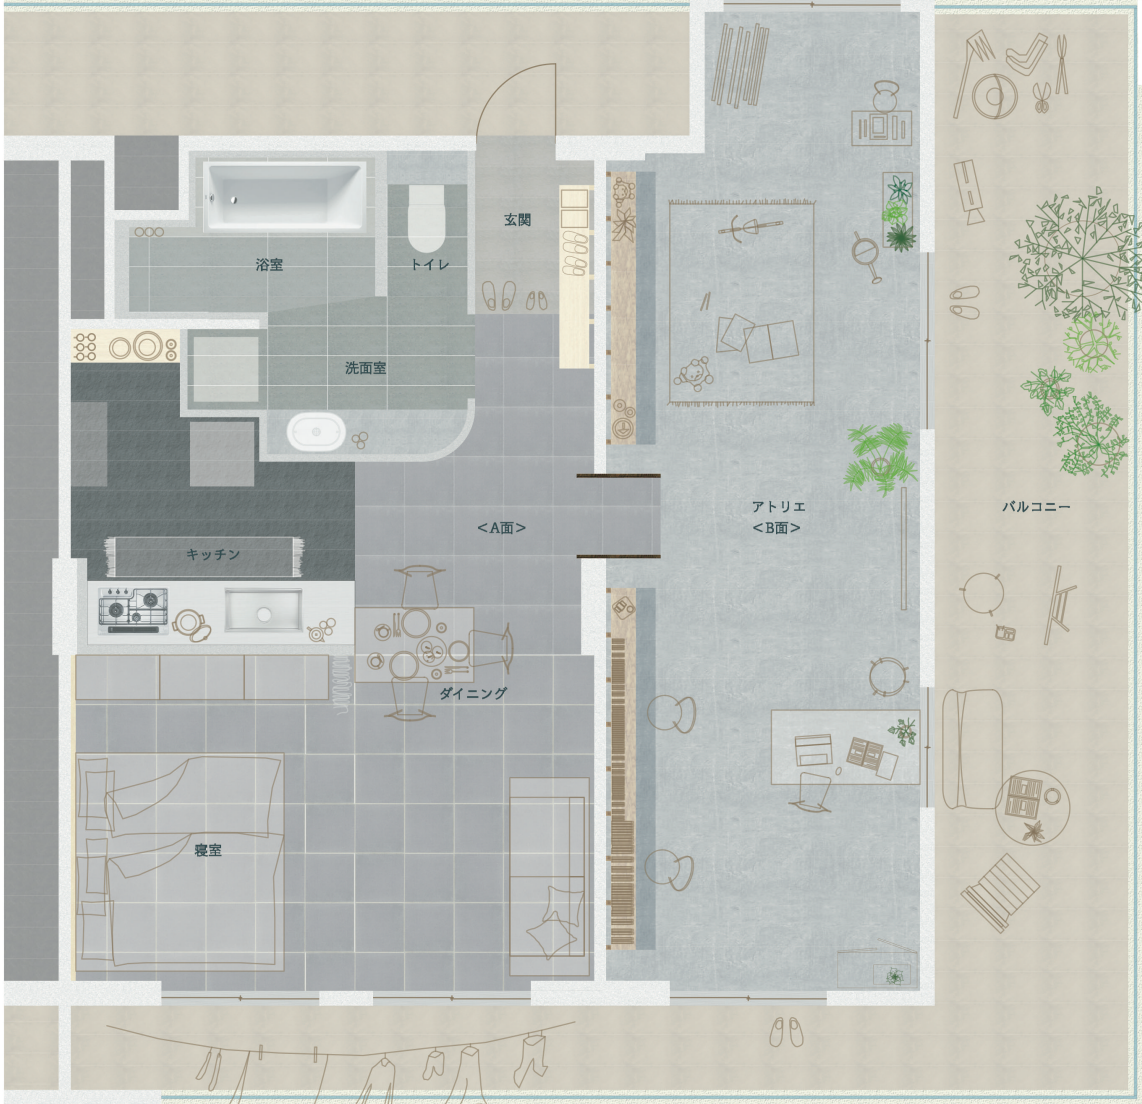 玄関
浴室
トイレ
洗面室
アトリエ
<B面>
バルコニー
<A面>
キッチン
ダイニング
寝室